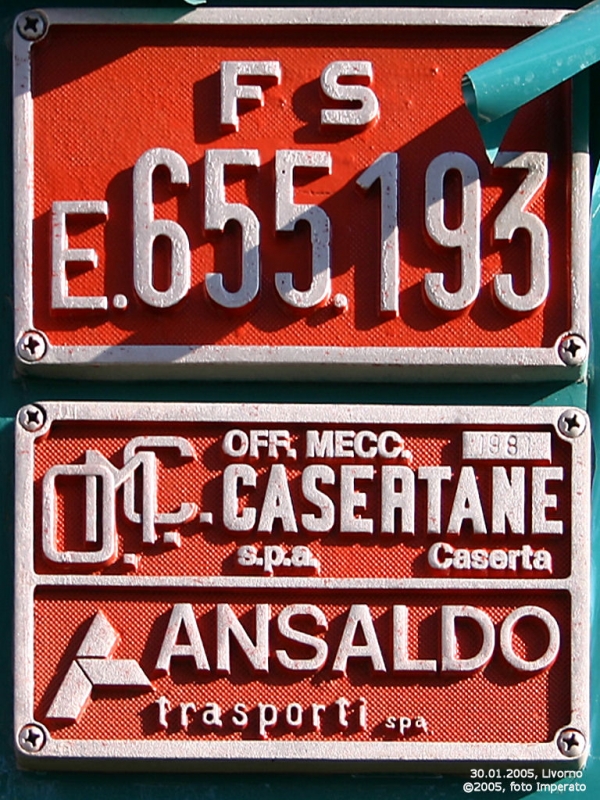 FS
E.655.193
OMC.
OFF. MECC. 1981
CASERTANE
s.p.a. Caserta
ANSALDO
trasporti spa
30.01.2005, Livorno
©2005, foto Imperato